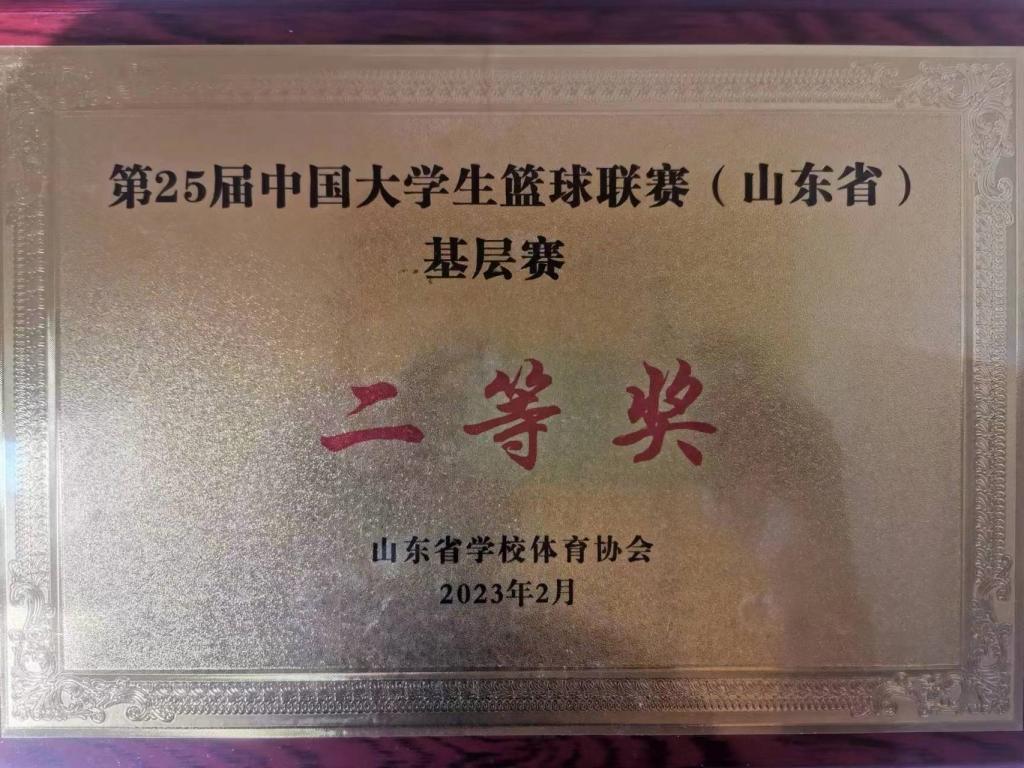 第25届中国大学生篮球联赛（山东省）
基层赛
二等奖
山东省学校体育协会
2023年2月